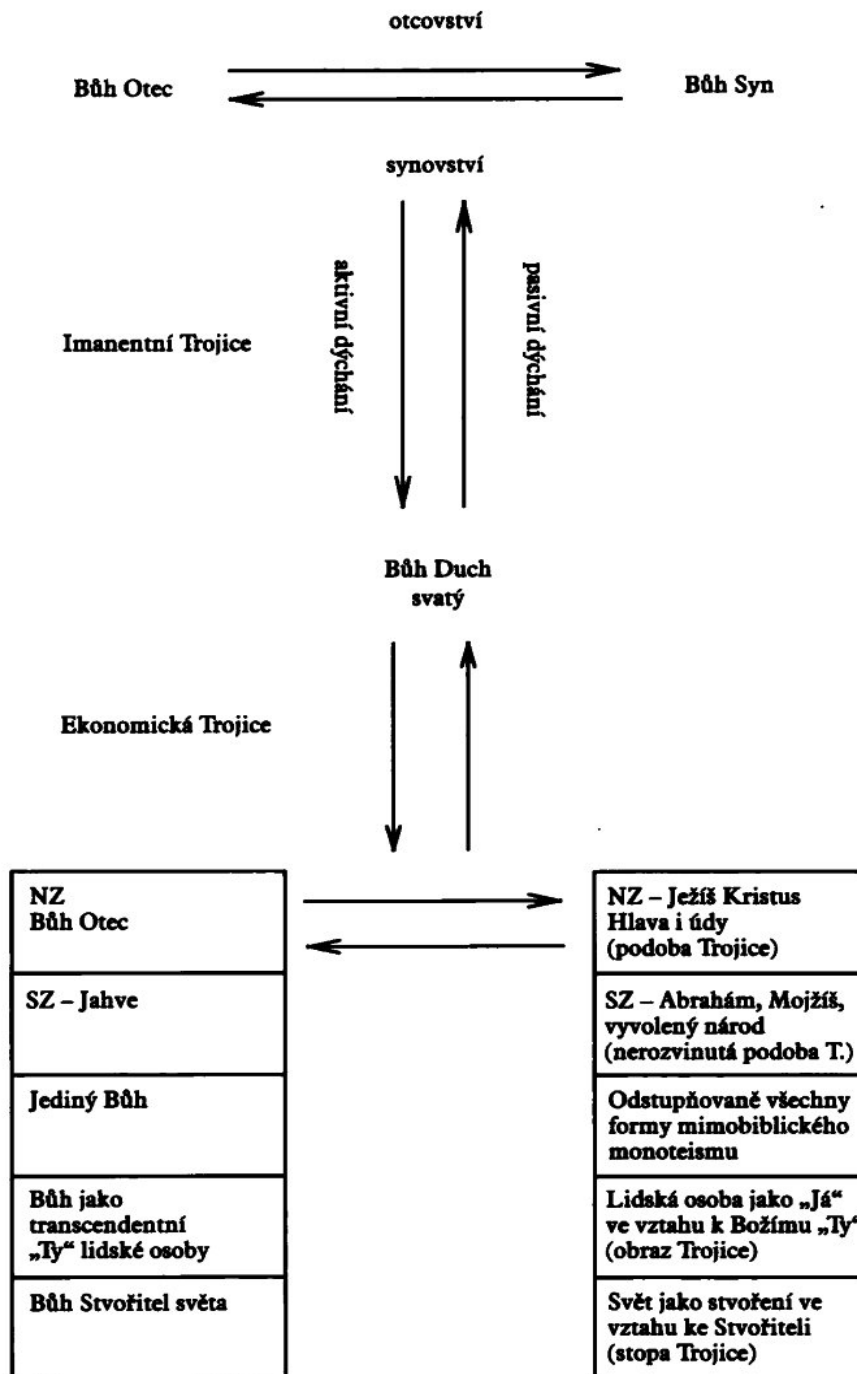 otcovství
Bůh Otec
Bůh Syn
synovství
aktivní dýchání
pasivní dýchání
Imanentní Trojice
Bůh Duch
svatý
Ekonomická Trojice
NZ
Bůh Otec
NZ – Ježíš Kristus
Hlava i údy
(podoba Trojice)
SZ – Jahve
SZ – Abrahám, Mojžíš,
vyvolený národ
(nerozvinutá podoba T.)
Jediný Bůh
Odstupňovaně všechny
formy mimobiblického
monoteismu
Bůh jako
transcendentní
„Ty“ lidské osoby
Lidská osoba jako „Já“
ve vztahu k Božímu „Ty“
(obraz Trojice)
Bůh Stvořitel světa
Svět jako stvoření ve
vztahu ke Stvořiteli
(stopa Trojice)